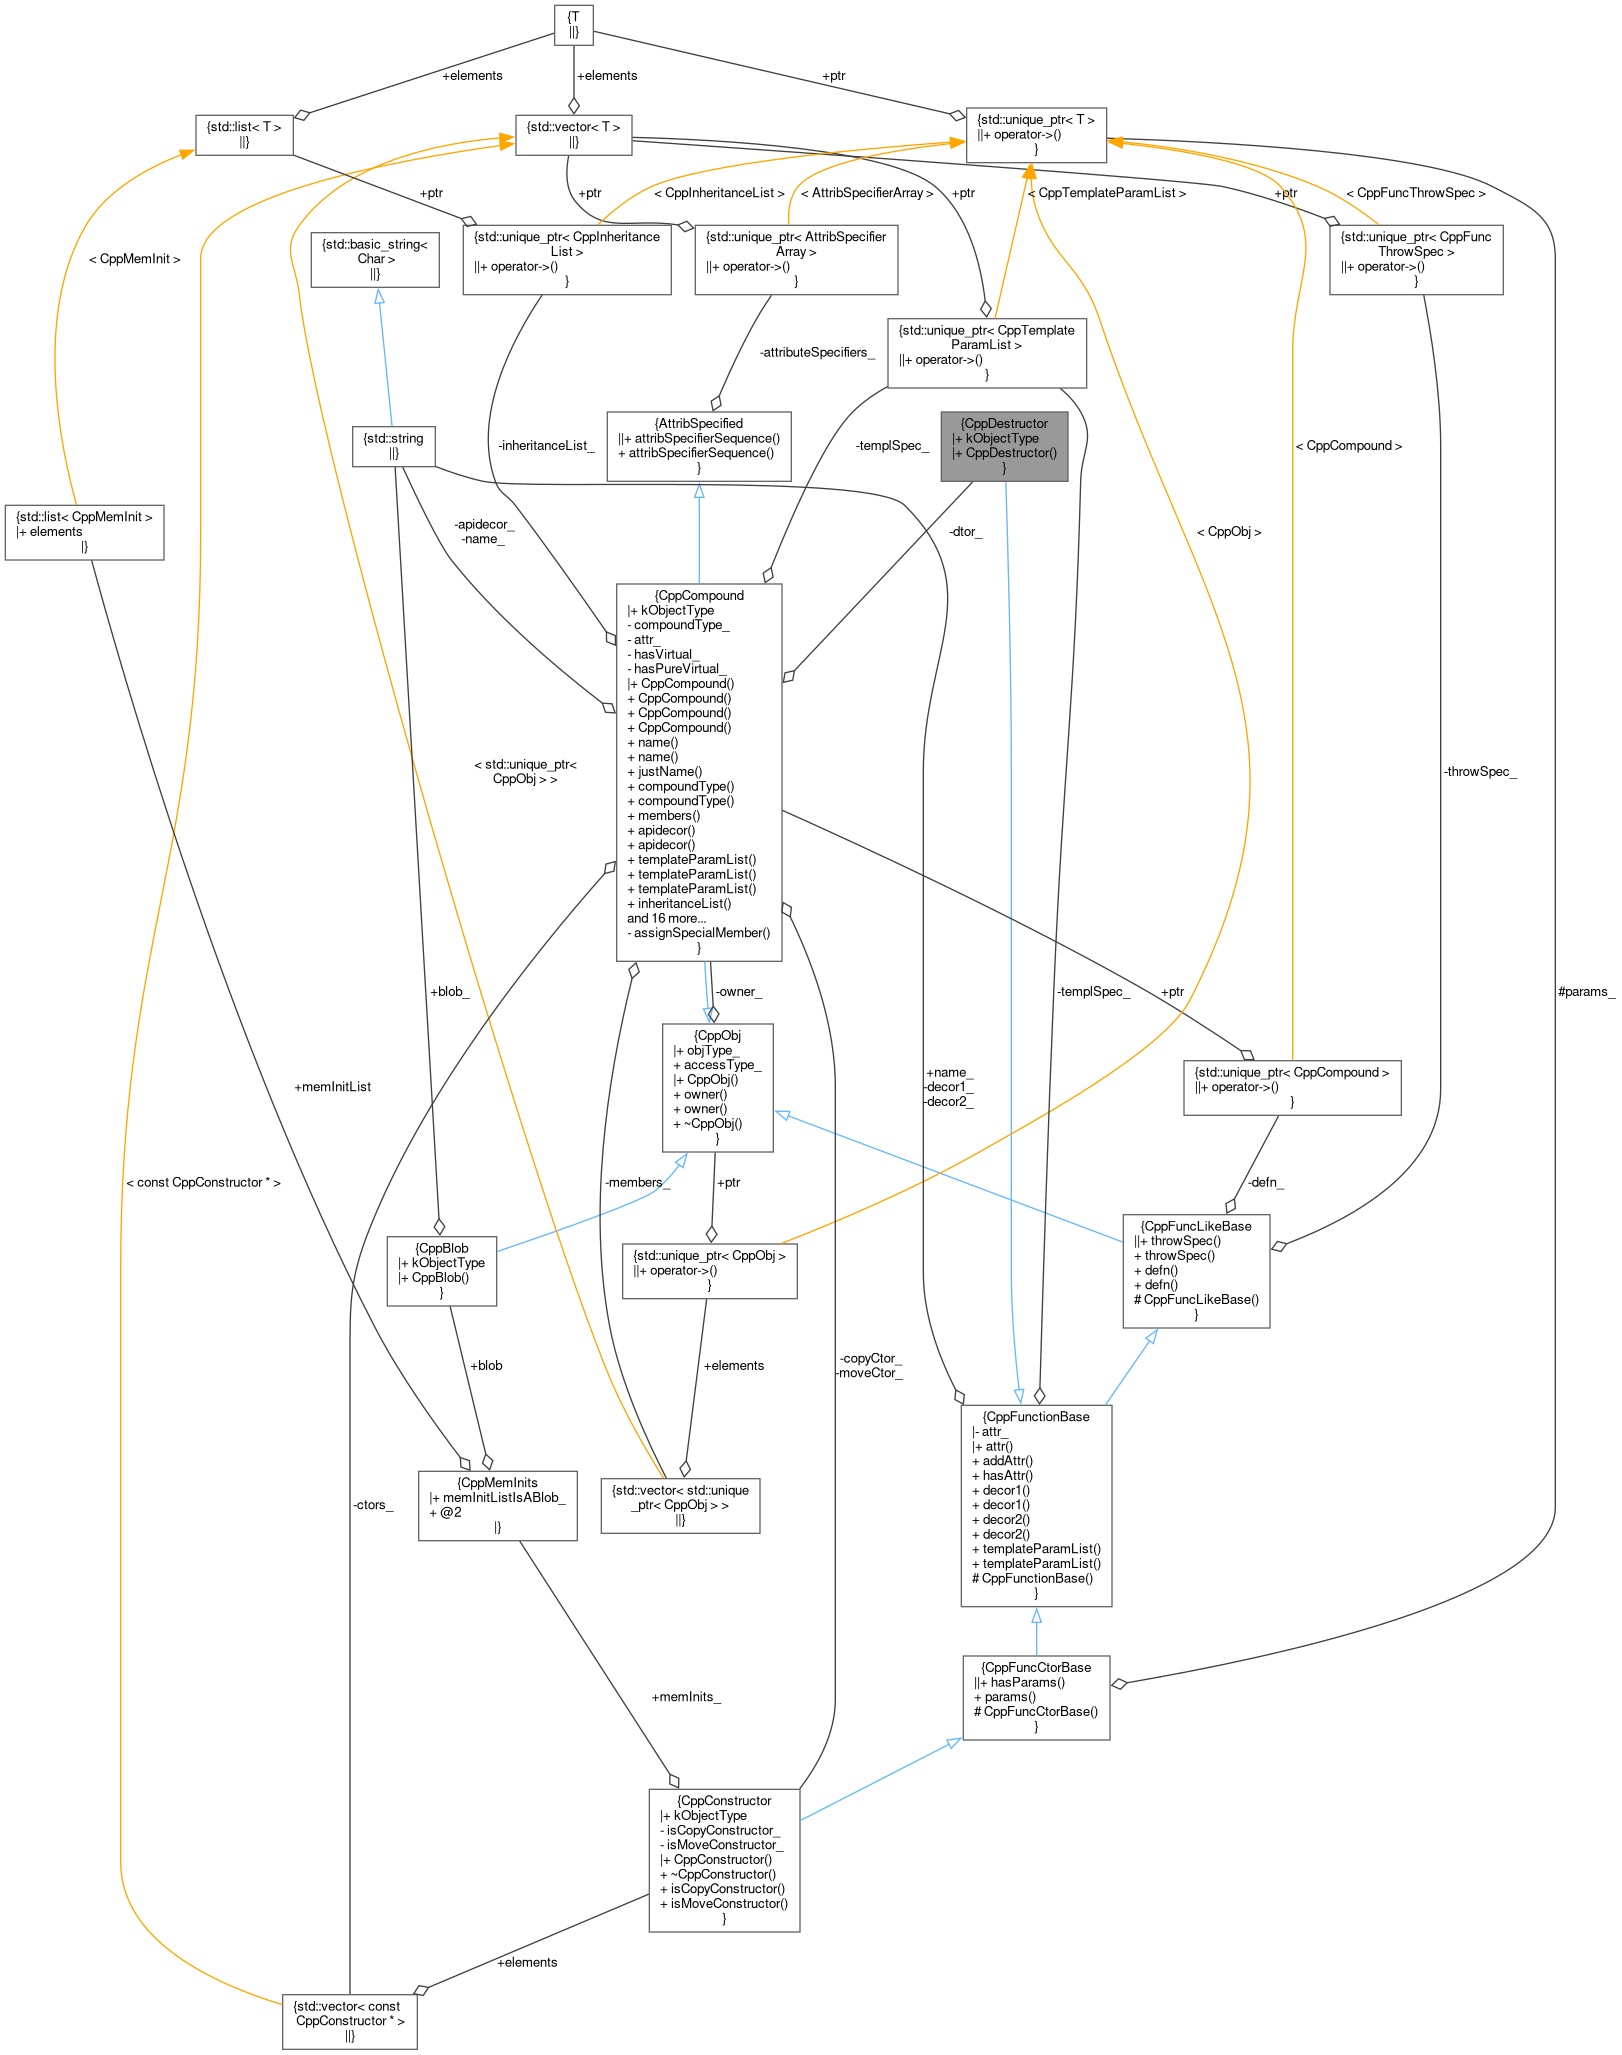 {T
||}
+elements
+elements
+ptr
{std::list< T >
||}
{std::vector< T >
||}
{std::unique_ptr< T >
||+ operator->()
}
+ptr
+ptr
< CppInheritanceList >
< AttribSpecifierArray >
+ptr
< CppTemplateParamList >
+ptr
< CppFuncThrowSpec >
{std::basic_string<
Char >
||}
{std::unique_ptr< CppInheritance
List >
||+ operator->()
}
{std::unique_ptr< AttribSpecifier
Array >
||+ operator->()
}
{std::unique_ptr< CppFunc
ThrowSpec >
||+ operator->()
}
< CppMemInit >
{std::unique_ptr< CppTemplate
ParamList >
||+ operator->()
}
-attributeSpecifiers_
{std::string
||}
-inheritanceList_
{AttribSpecified
||+ attribSpecifierSequence()
+ attribSpecifierSequence()
}
-templSpec_
{CppDestructor
|+ kObjectType
|+ CppDestructor()
}
< CppCompound >
{std::list< CppMemInit >
|+ elements
|}
-apidecor_
-name_
-dtor_
< CppObj >
{CppCompound
|+ kObjectType
- compoundType_
- attr_
- hasVirtual_
- hasPureVirtual_
|+ CppCompound()
+ CppCompound()
+ CppCompound()
+ CppCompound()
+ name()
+ name()
+ justName()
+ compoundType()
+ compoundType()
+ members()
+ apidecor()
+ apidecor()
+ templateParamList()
+ templateParamList()
+ templateParamList()
+ inheritanceList()
and 16 more...
- assignSpecialMember()
}
< std::unique_ptr<
CppObj > >
-throwSpec_
+blob_
-owner_
-templSpec_
+ptr
#params_
{CppObj
|+ objType_
+ accessType_
|+ CppObj()
+ owner()
+ owner()
+ ~CppObj()
}
+memInitList
+name_
-decor1_
-decor2_
{std::unique_ptr< CppCompound >
||+ operator->()
}
< const CppConstructor * >
-members_
+ptr
-defn_
{CppBlob
|+ kObjectType
|+ CppBlob()
}
{std::unique_ptr< CppObj >
||+ operator->()
}
{CppFuncLikeBase
||+ throwSpec()
+ throwSpec()
+ defn()
+ defn()
# CppFuncLikeBase()
}
+blob
+elements
-copyCtor_
-moveCtor_
-ctors_
{CppMemInits
|+ memInitListIsABlob_
+ @2
|}
{std::vector< std::unique
_ptr< CppObj > >
||}
{CppFunctionBase
|- attr_
|+ attr()
+ addAttr()
+ hasAttr()
+ decor1()
+ decor1()
+ decor2()
+ decor2()
+ templateParamList()
+ templateParamList()
# CppFunctionBase()
}
+memInits_
{CppFuncCtorBase
||+ hasParams()
+ params()
# CppFuncCtorBase()
}
{CppConstructor
|+ kObjectType
- isCopyConstructor_
- isMoveConstructor_
|+ CppConstructor()
+ ~CppConstructor()
+ isCopyConstructor()
+ isMoveConstructor()
}
+elements
{std::vector< const
CppConstructor * >
||}